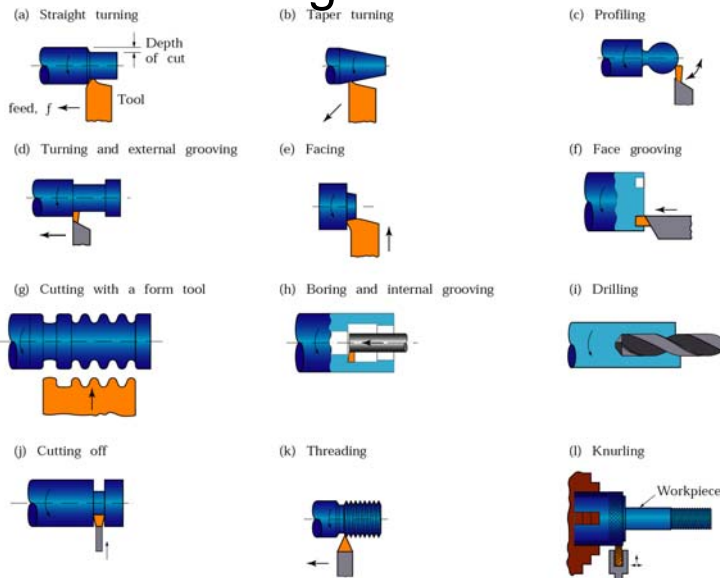 (a) Straight turning
Depth
of cut
Tool
feed, f
(b) Taper turning
(c) Profiling
(d) Turning and external grooving
(e) Facing
(f) Face grooving
(g) Cutting with a form tool
(h) Boring and internal grooving
(i) Drilling
(j) Cutting off
(k) Threading
(l) Knurling
Workpiece